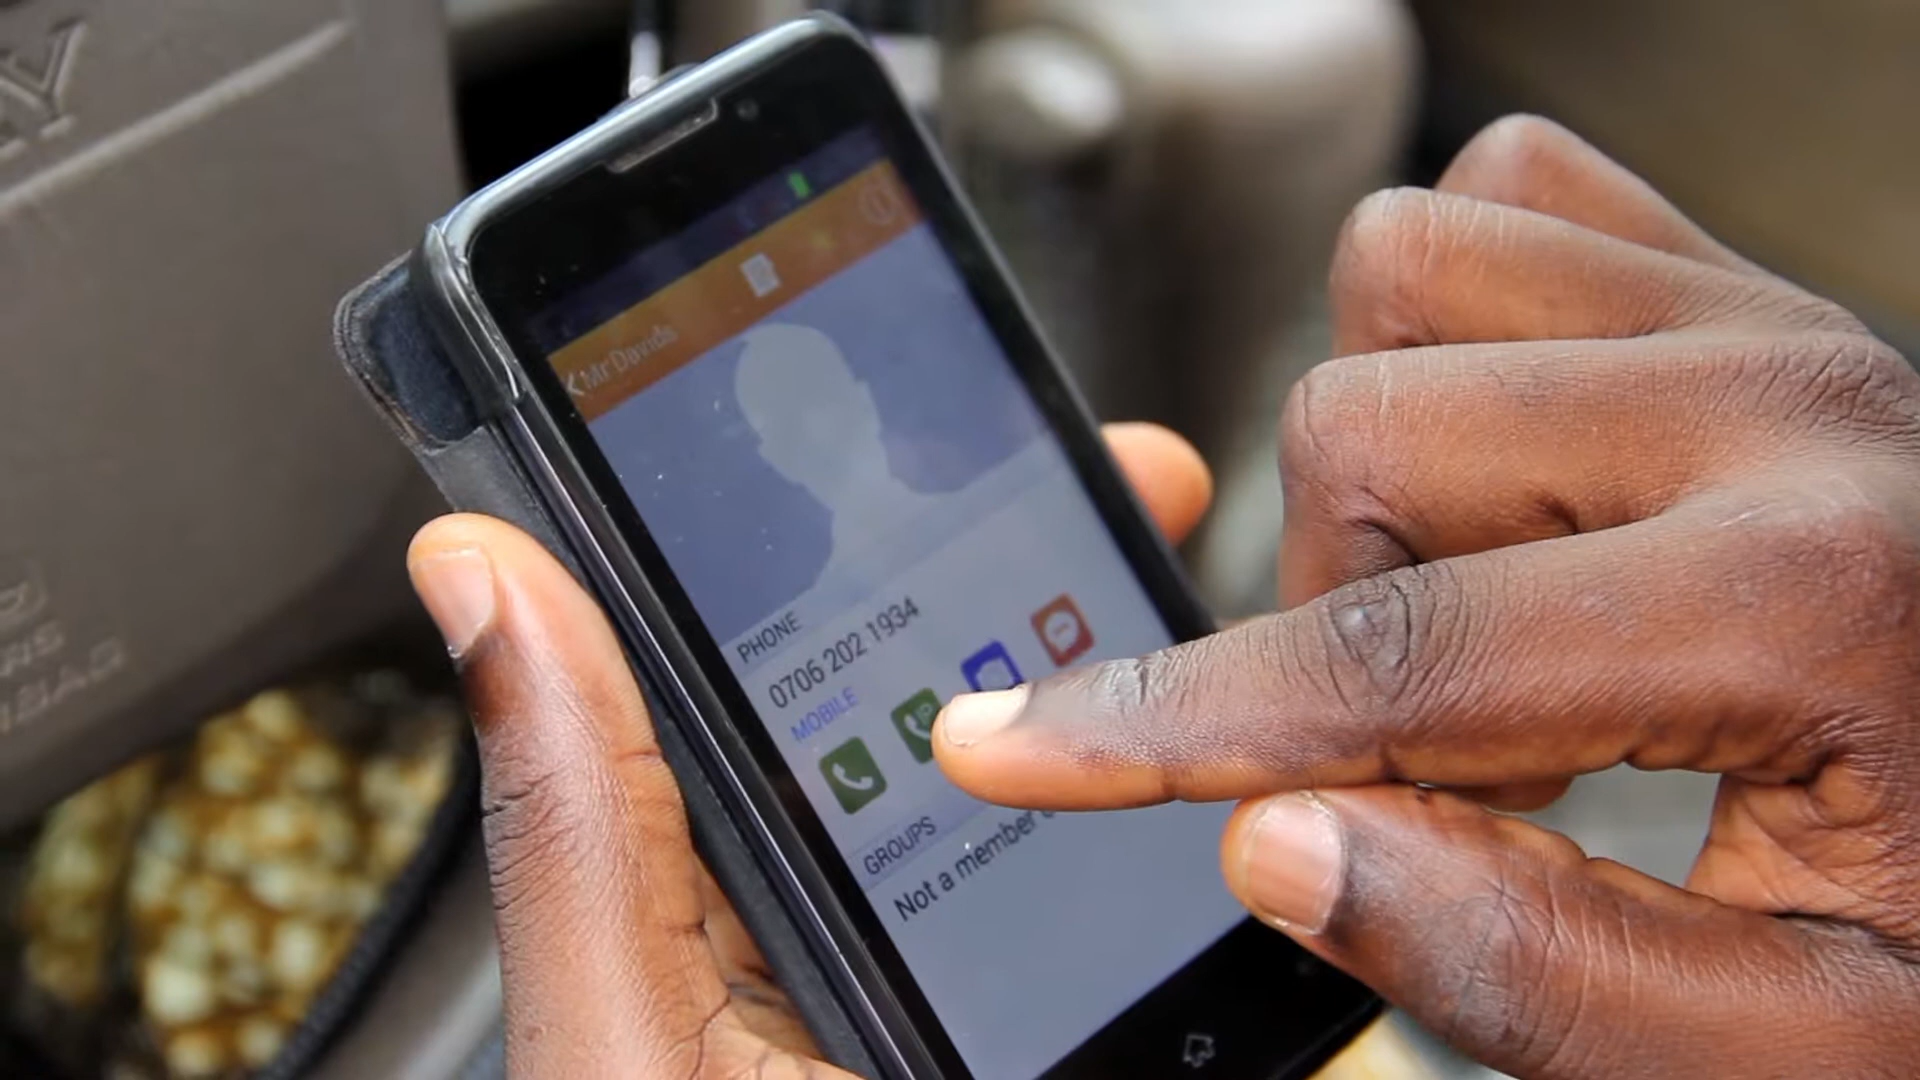 Mr Davids
PHONE
0706 202 1934
MOBILE
GROUPS
Not a member